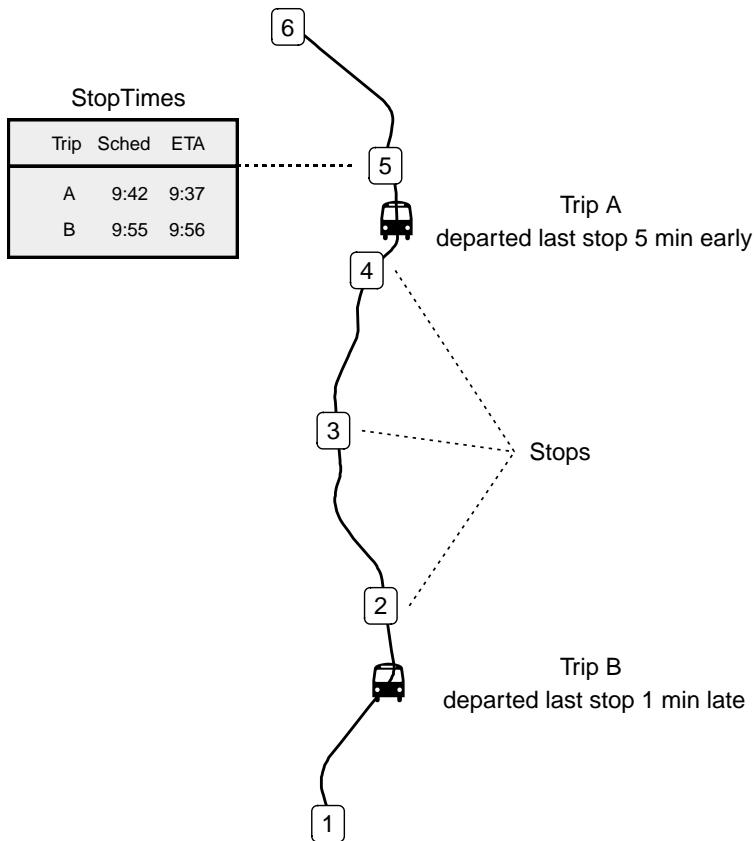 6
StopTimes
Trip Sched ETA
5
A 9:42 9:37
B 9:55 9:56
Trip A
departed last stop 5 min early
4
3
Stops
2
Trip B
departed last stop 1 min late
1